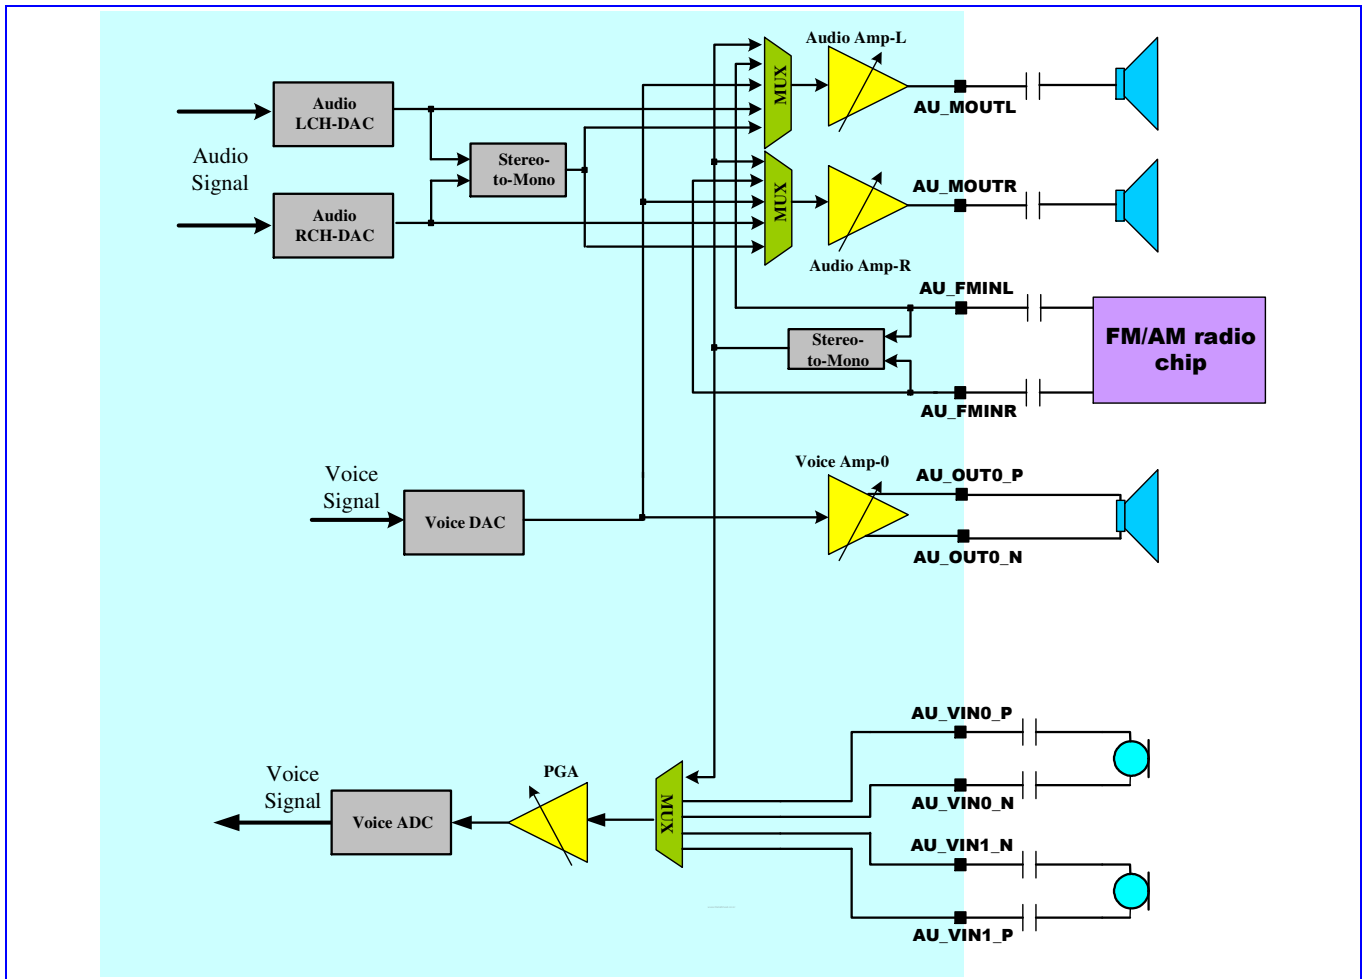 Audio Amp-L
Audio
LCH-DAC
MUX
AU_MOUTL
Audio
Signal
Stereo-
to-Mono
MUX
AU_MOUTR
Audio
RCH-DAC
Audio Amp-R
AU_FMINL
FM/AM radio
chip
Stereo-
to-Mono
AU_FMINR
Voice
Signal
Voice Amp-0
AU_OUT0_P
Voice DAC
AU_OUT0_N
AU_VIN0_P
Voice
Signal
PGA
AU_VIN0_N
MUX
Voice ADC
AU_VIN1_N
AU_VIN1_P